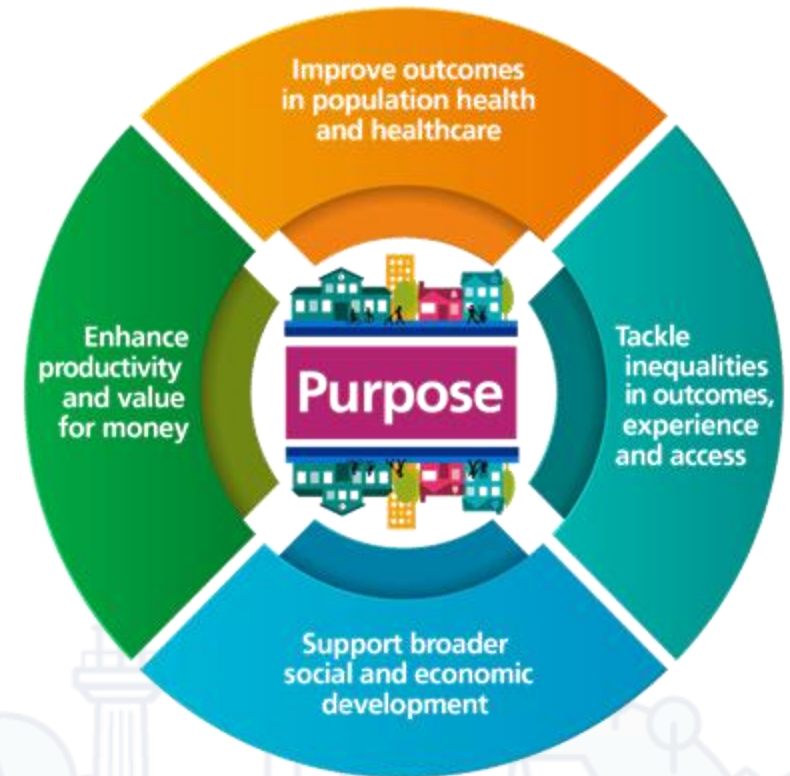 Improve outcomes
in population health
and healthcare
Enhance
productivity
and value
for money
Purpose
Tackle
inequalities
in outcomes,
experience
and access
Support broader
social and economic
development